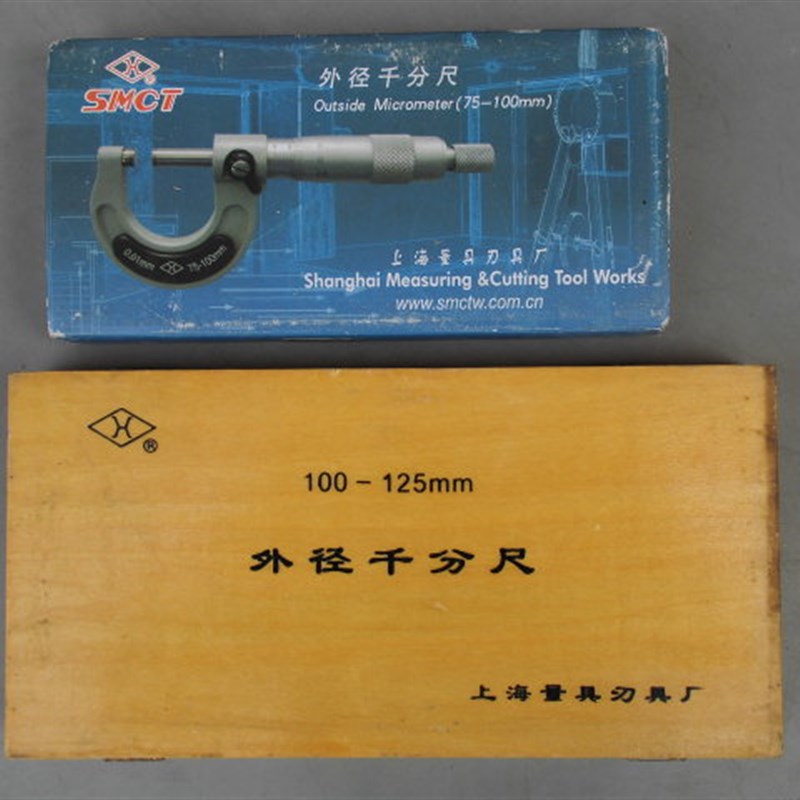 SMCT
外径千分尺
Outside Micrometer(75-100mm)
0.01mm 75-100mm
上海量具刃具厂
Shanghai Measuring &Cutting Tool Works
www.smctw.com.cn
®
100-125mm
外径千分尺
上海量具刃具厂